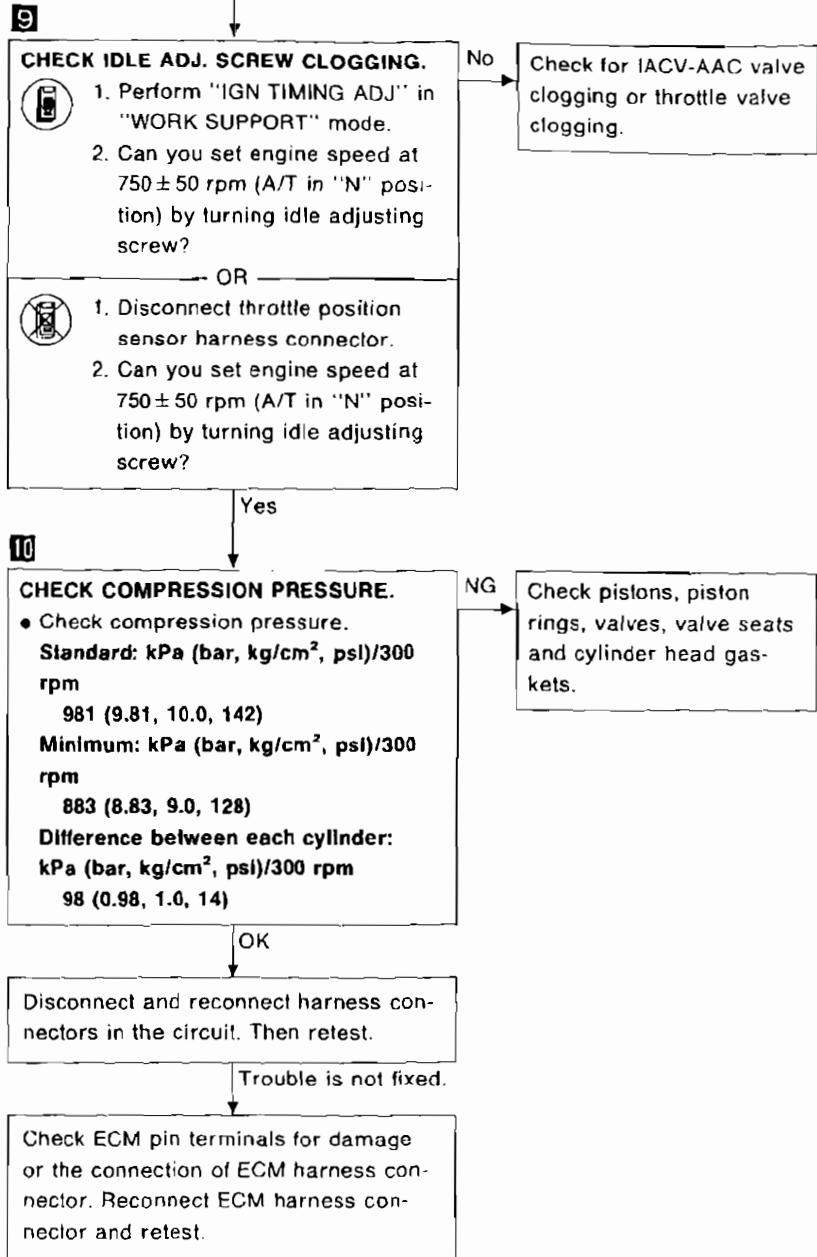 9
CHECK IDLE ADJ. SCREW CLOGGING.
1. Perform "IGN TIMING ADJ" in
"WORK SUPPORT" mode.
2. Can you set engine speed at
750 ± 50 rpm (A/T in "N" posi-
tion) by turning idle adjusting
screw?
OR
1. Disconnect throttle position
sensor harness connector.
2. Can you set engine speed at
750 ± 50 rpm (A/T in "N" posi-
tion) by turning idle adjusting
screw?
No
Check for IACV-AAC valve
clogging or throttle valve
clogging.
Yes
10
CHECK COMPRESSION PRESSURE.
• Check compression pressure.
Standard: kPa (bar, kg/cm², psi)/300
rpm
981 (9.81, 10.0, 142)
Minimum: kPa (bar, kg/cm², psi)/300
rpm
883 (8.83, 9.0, 128)
Difference between each cylinder:
kPa (bar, kg/cm², psi)/300 rpm
98 (0.98, 1.0, 14)
NG
Check pistons, piston
rings, valves, valve seats
and cylinder head gas-
kets.
OK
Disconnect and reconnect harness con-
nectors in the circuit. Then retest.
Trouble is not fixed.
Check ECM pin terminals for damage
or the connection of ECM harness con-
nector. Reconnect ECM harness con-
nector and retest.